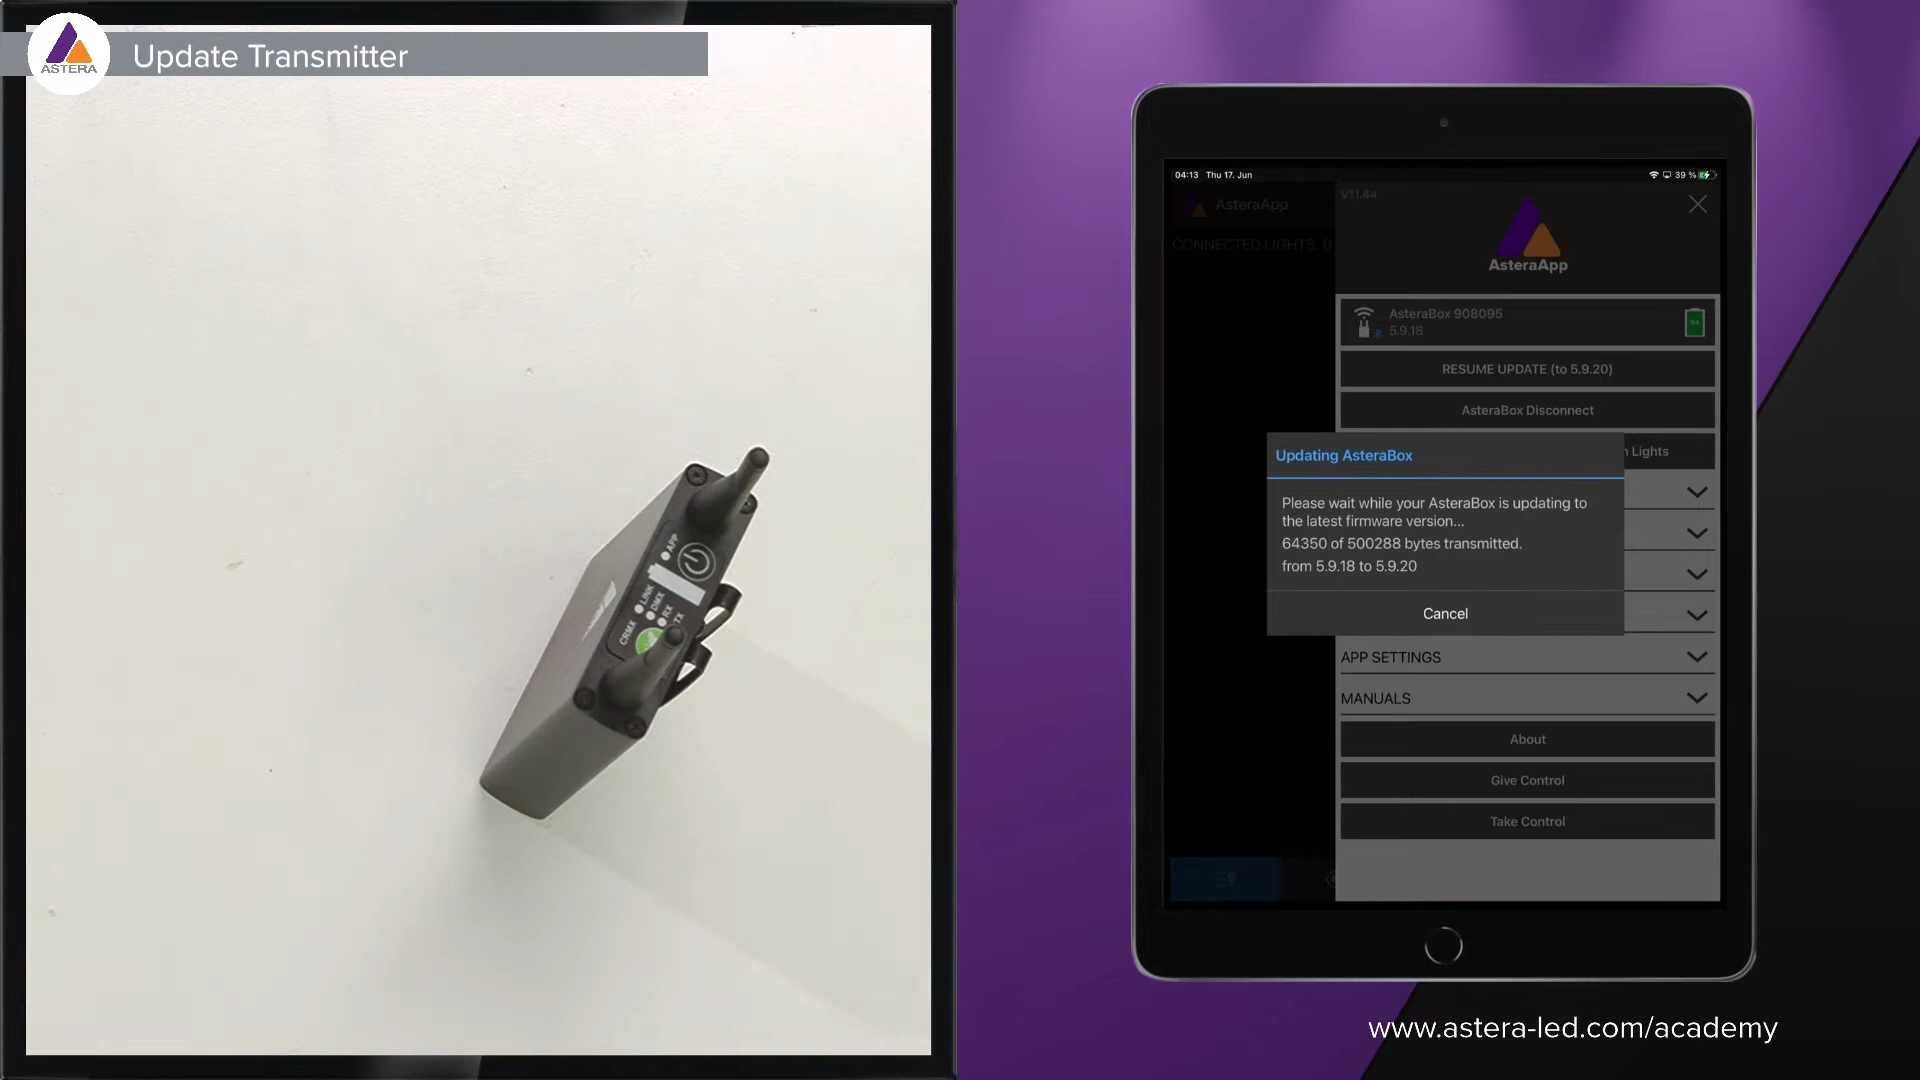 ASTERA
Update Transmitter
APP
LINK
DMX
RX
TX
CRMX
04:13 Thu 17. Jun
39 %
AsteraApp
CONNECTED LIGHTS: 0
V11.44
AsteraApp
AsteraBox 908095
5.9.18
RESUME UPDATE (to 5.9.20)
AsteraBox Disconnect
n Lights
Updating AsteraBox
Please wait while your AsteraBox is updating to
the latest firmware version...
64350 of 500288 bytes transmitted.
from 5.9.18 to 5.9.20
Cancel
APP SETTINGS
MANUALS
About
Give Control
Take Control
www.astera-led.com/academy